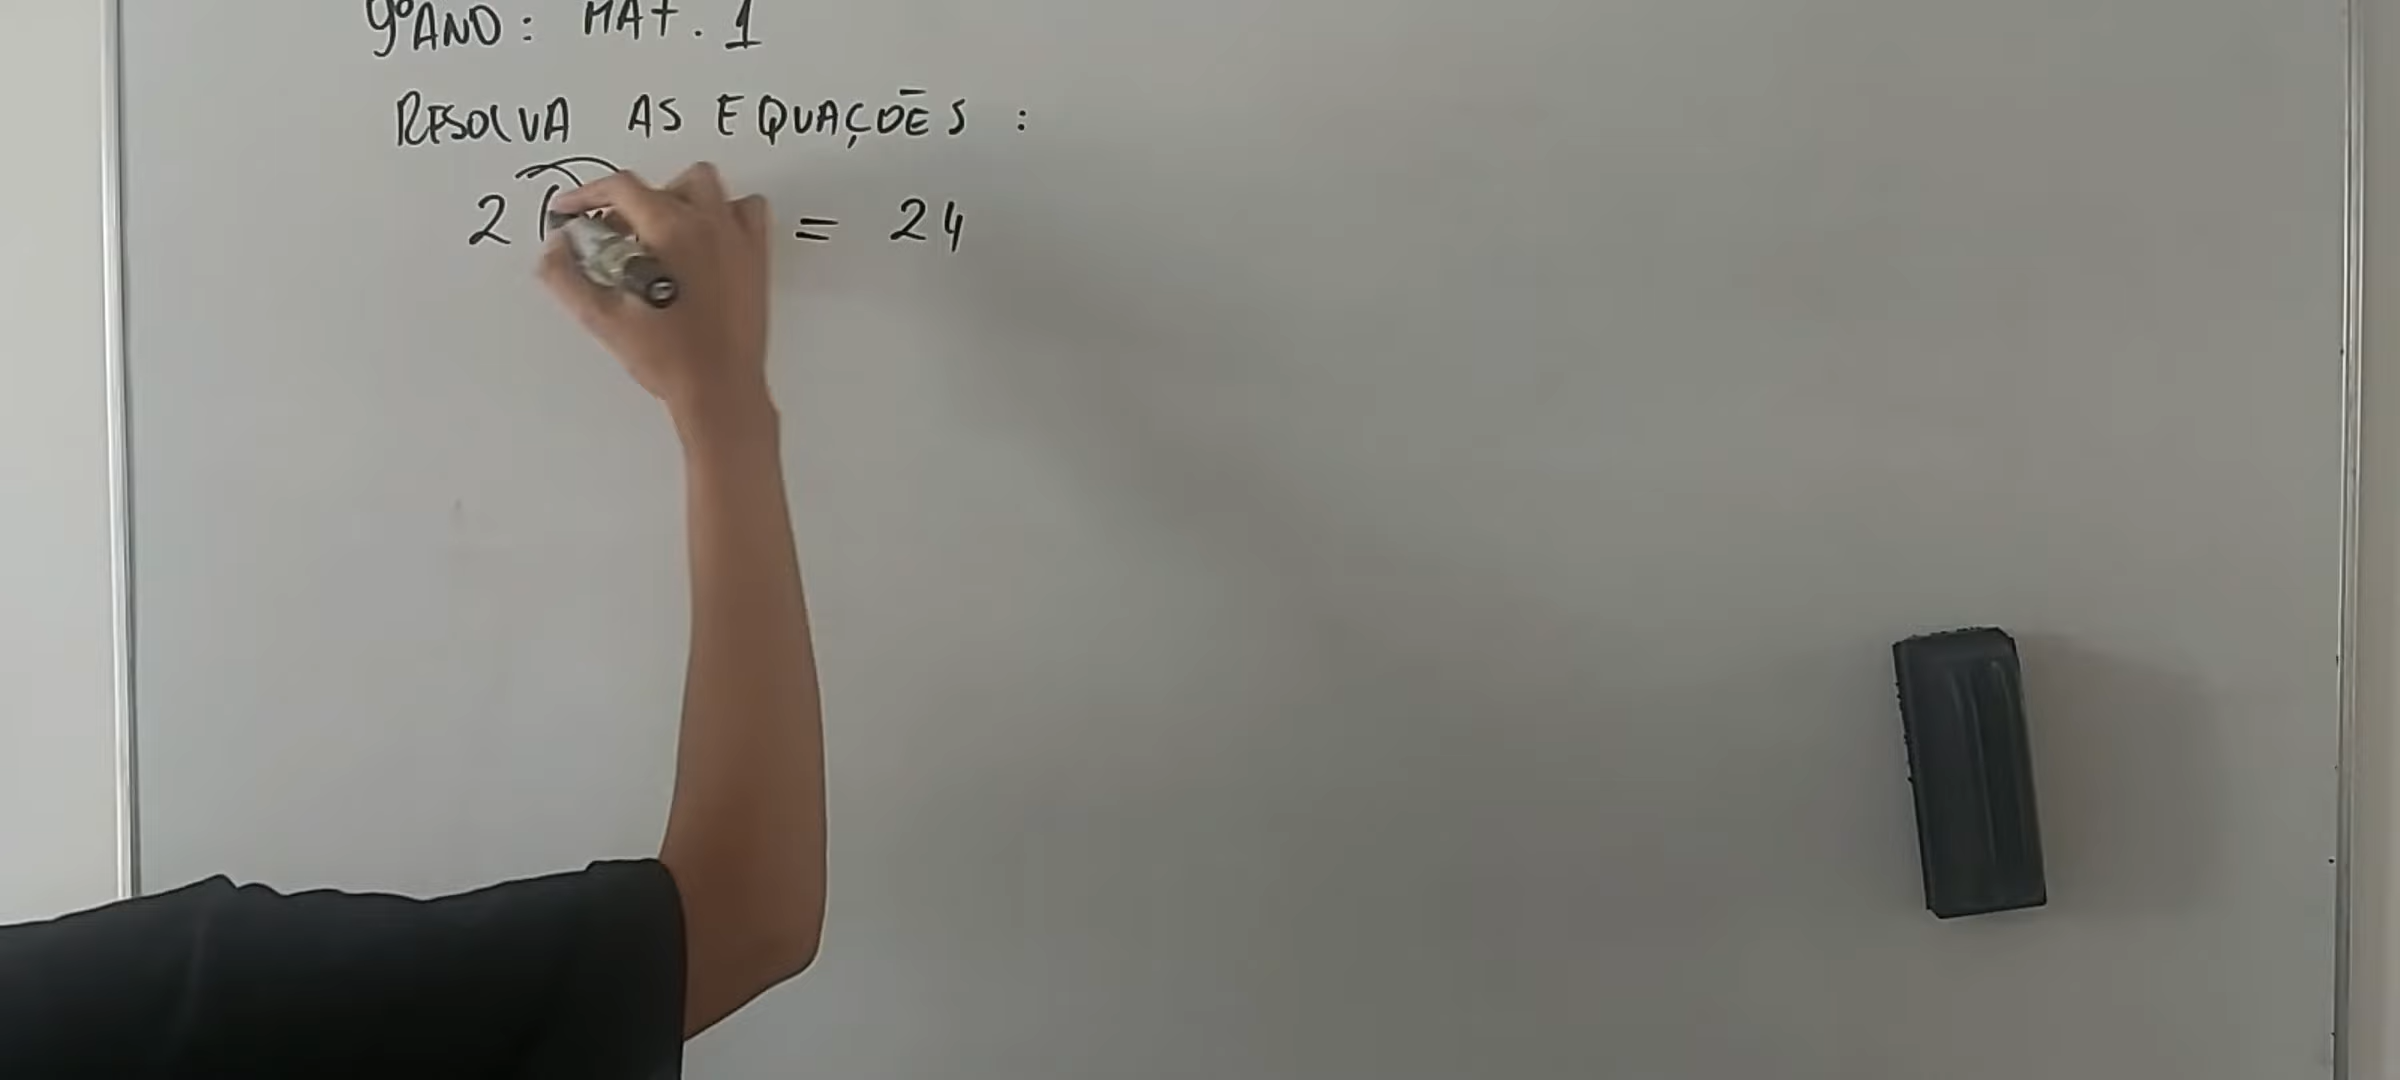 9º ANO: MAT. 1
RESOLVA AS EQUAÇÕES :
2 ( = 24